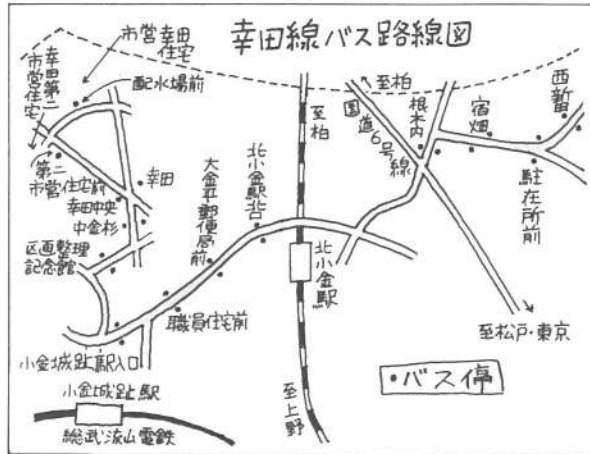 幸田線バス路線図
市営幸田
住宅
配水場前
幸田第二
市営住宅
第二
市営住宅前
幸田
幸田中央
中金杉
区画整理
記念館
大金平郵便局前
北小金駅北口
至柏
至柏
国道6号線
根木内
宿畑
西新田
駐在所前
北小金駅
職員住宅前
小金城趾駅入口
小金城趾駅
総武流山電鉄
至上野
至松戸・東京
•バス停